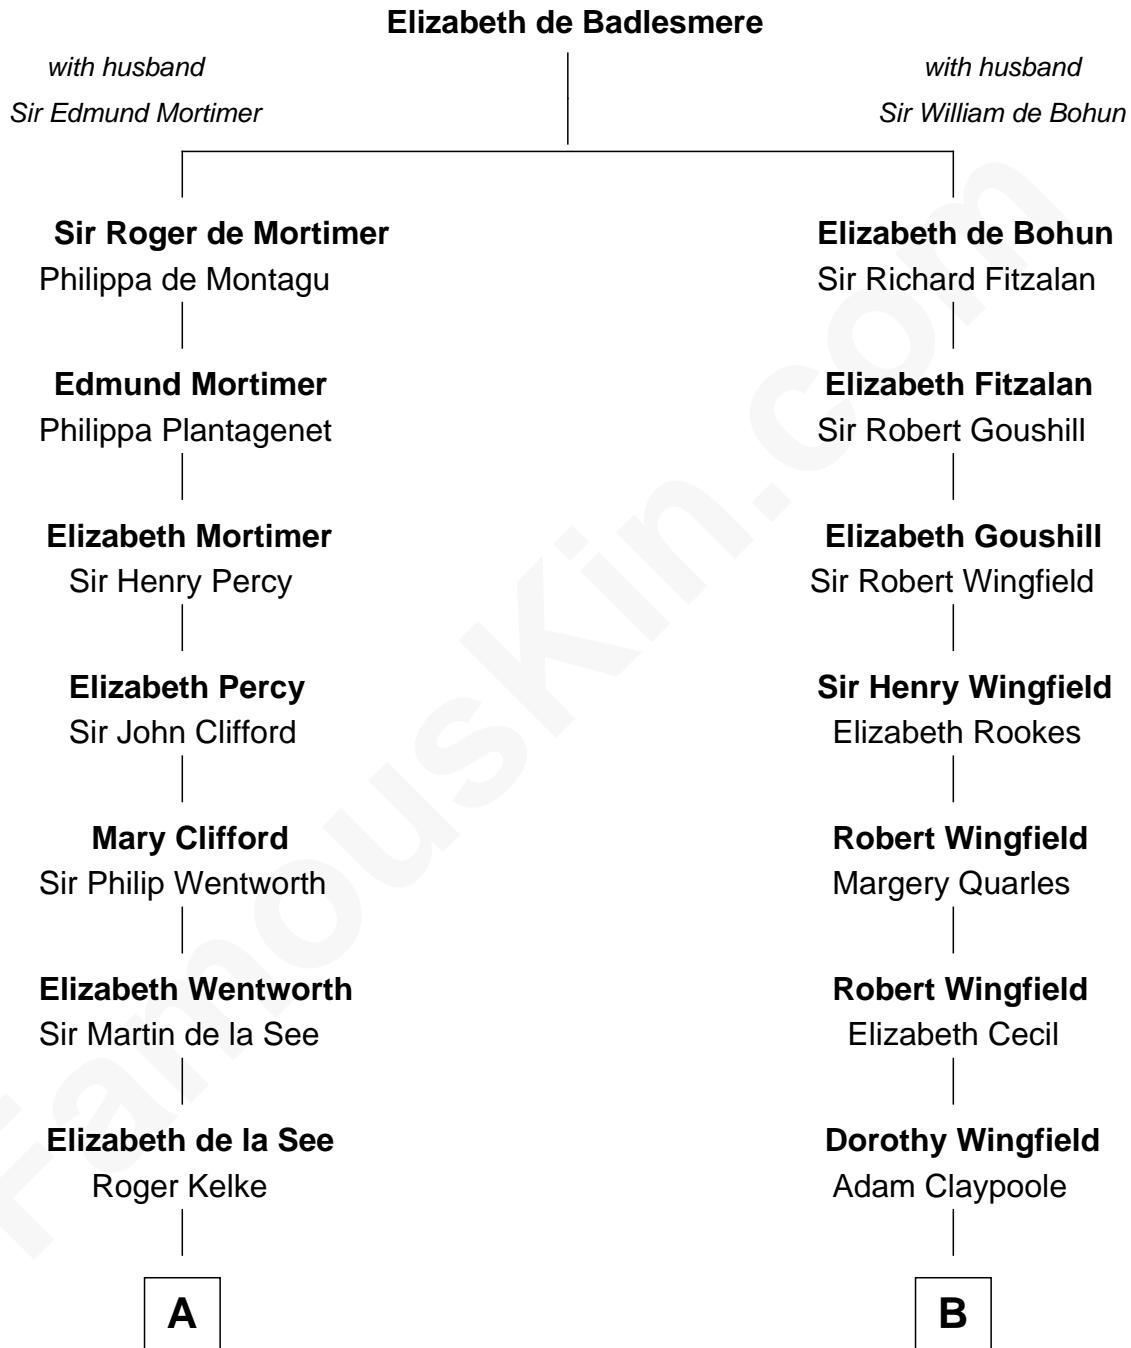 Elizabeth de Badlesmere
with husband
Sir Edmund Mortimer
with husband
Sir William de Bohun
Sir Roger de Mortimer
Philippa de Montagu
Elizabeth de Bohun
Sir Richard Fitzalan
Edmund Mortimer
Philippa Plantagenet
Elizabeth Fitzalan
Sir Robert Goushill
Elizabeth Mortimer
Sir Henry Percy
Elizabeth Goushill
Sir Robert Wingfield
Elizabeth Percy
Sir John Clifford
Sir Henry Wingfield
Elizabeth Rookes
Mary Clifford
Sir Philip Wentworth
Robert Wingfield
Margery Quarles
Elizabeth Wentworth
Sir Martin de la See
Robert Wingfield
Elizabeth Cecil
Elizabeth de la See
Roger Kelke
Dorothy Wingfield
Adam Claypoole
A
B
FamousKin.com